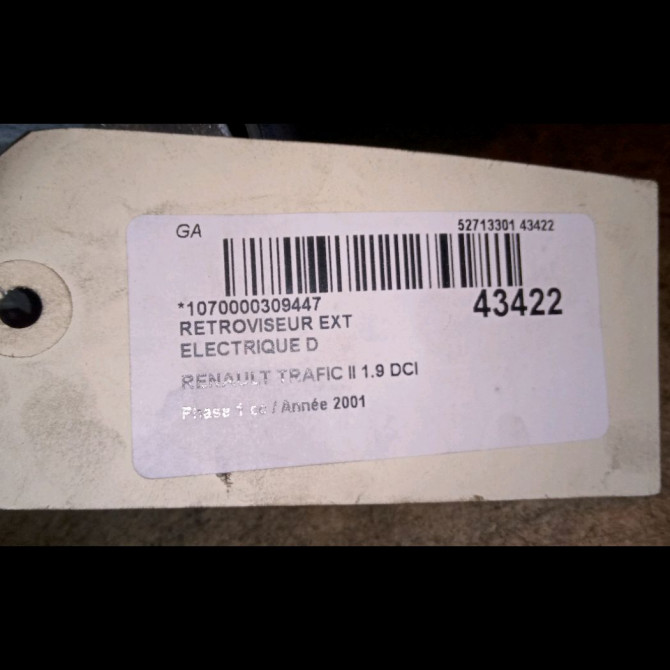 GA
52713301 43422
*1070000309447
43422
RETROVISEUR EXT
ELECTRIQUE D
RENAULT TRAFIC II 1.9 DCI
Phase 1 / Année 2001